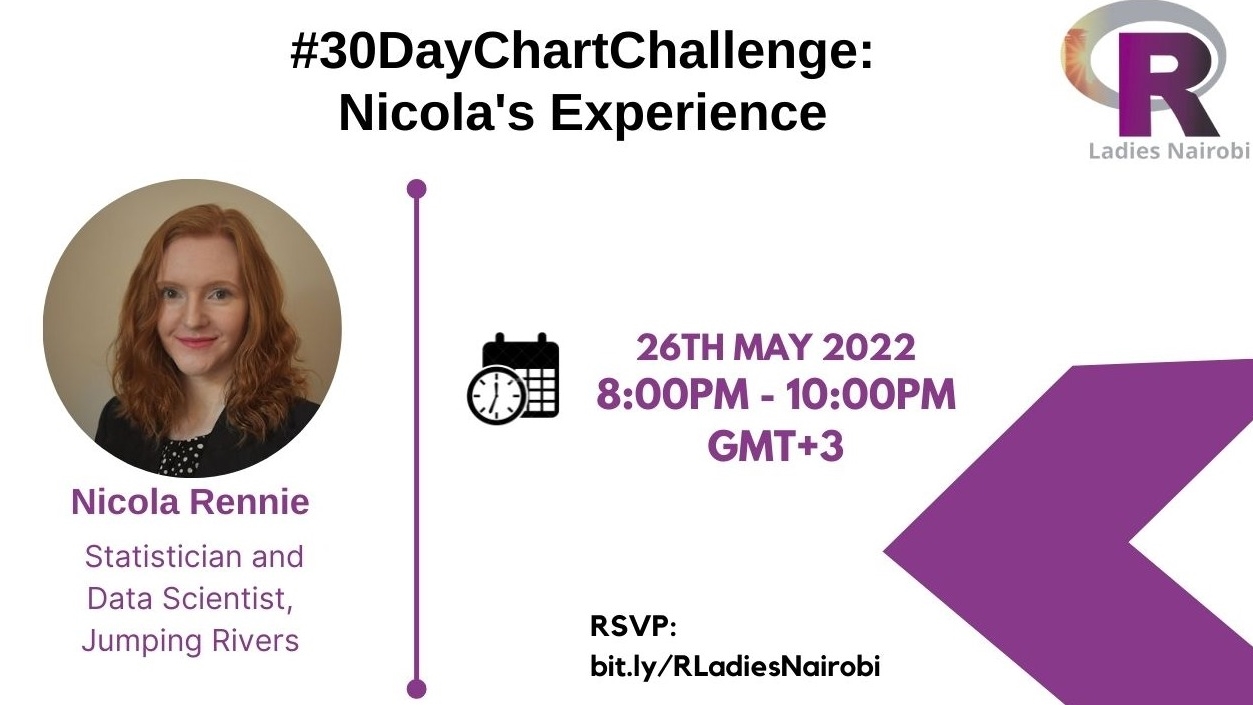 #30DayChartChallenge:
Nicola's Experience
R
Ladies Nairobi
26TH MAY 2022
8:00PM - 10:00PM
GMT+3
Nicola Rennie
Statistician and
Data Scientist,
Jumping Rivers
RSVP:
bit.ly/RLadiesNairobi